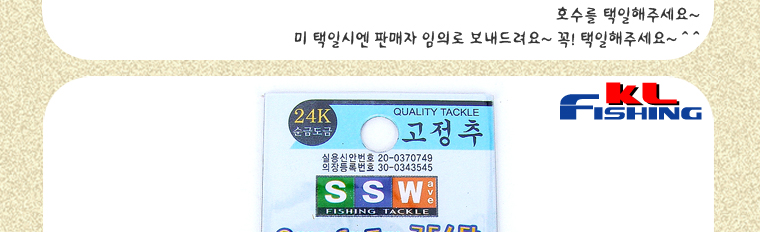 호수를 택일해주세요~
미 택일시엔 판매자 임의로 보내드려요~ 꼭! 택일해주세요~^^
KL
FISHING
24K
순금도금
QUALITY TACKLE
고정추
실용신안번호 20-0370749
의장등록번호 30-0343545
SSWave
FISHING TACKLE